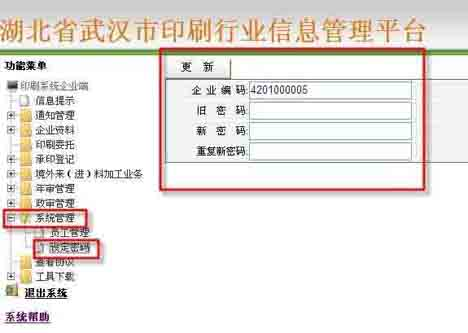 湖北省武汉市印刷行业信息管理平台
功能菜单
印刷系统企业端
信息提示
通知管理
企业资料
印刷委托
承印登记
境外来（进）料加工业务
年审管理
政审管理
系统管理
员工管理
设定密码
查看协议
工具下载
退出系统
系统帮助
更 新
企业编码: 4201000005
旧 密 码:
新 密 码:
重复新密码: